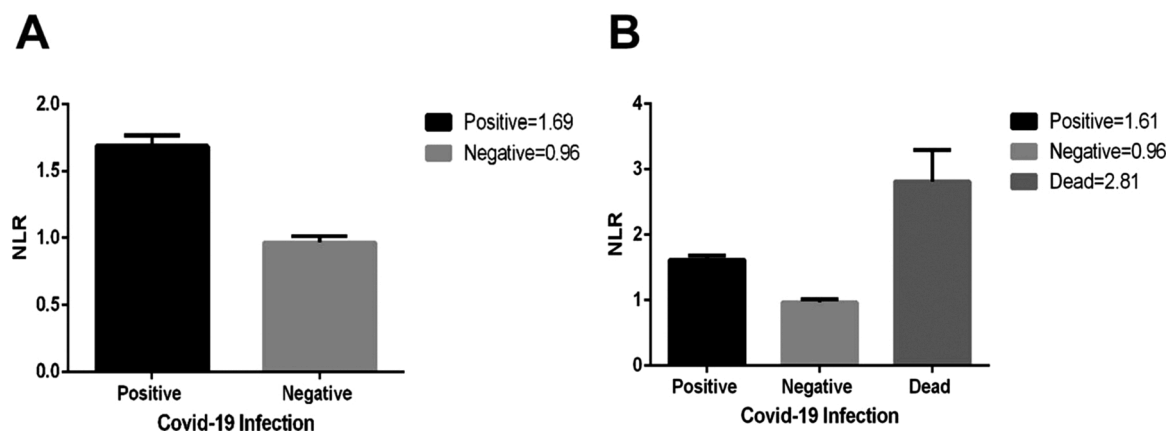 A
NLR
2.0
1.5
1.0
0.5
0.0
Positive
Negative
Covid-19 Infection
Positive=1.69
Negative=0.96
B
NLR
4
3
2
1
0
Positive
Negative
Dead
Covid-19 Infection
Positive=1.61
Negative=0.96
Dead=2.81